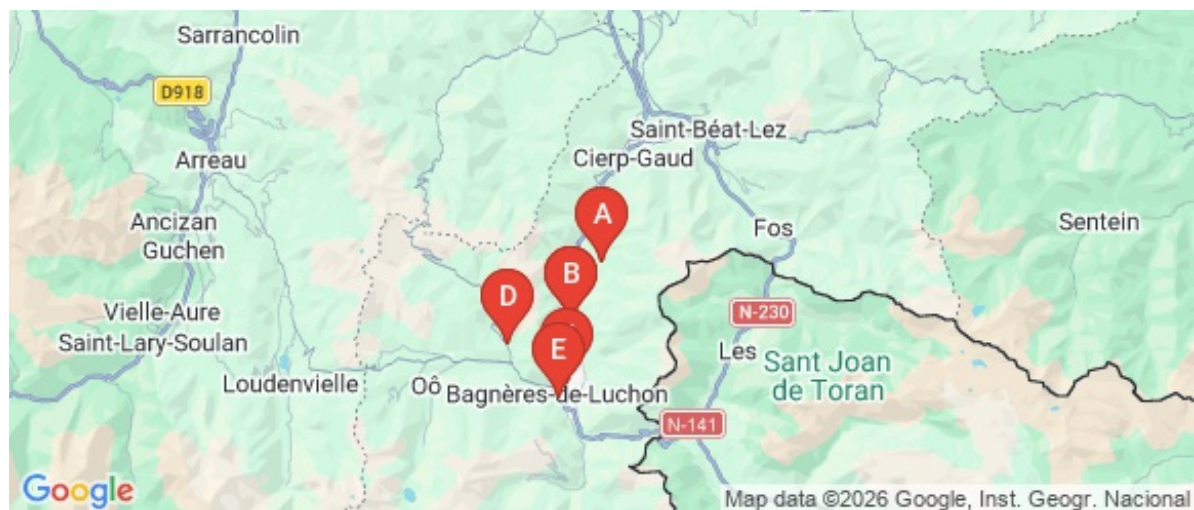 Sarrancolin
D918
Saint-Béat-Lez
Arreau
Cierp-Gaud
A
Ancizan
Fos
Sentein
Guchen
B
D
Vielle-Aure
N-230
Saint-Lary-Soulan
E
Les
Sant Joan
de Toran
Loudenvielle
Oô
Bagnères-de-Luchon
N-141
Google
Map data ©2026 Google, Inst. Geogr. Nacional